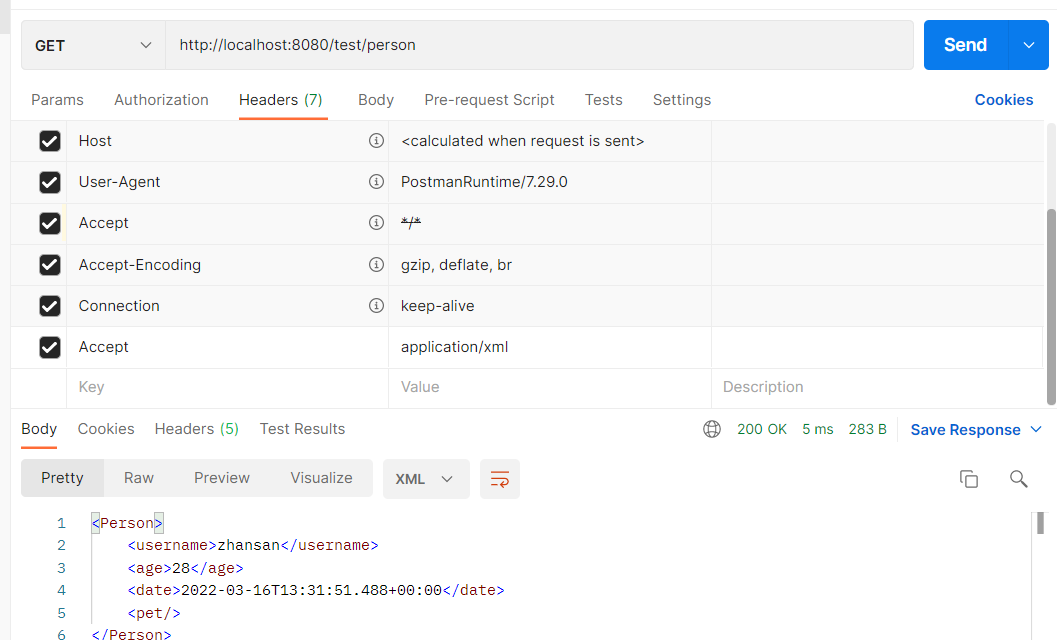 GET http://localhost:8080/test/person Send
Params Authorization Headers (7) Body Pre-request Script Tests Settings Cookies
Host <calculated when request is sent>
User-Agent PostmanRuntime/7.29.0
Accept */*
Accept-Encoding gzip, deflate, br
Connection keep-alive
Accept application/xml
Key Value Description
Body Cookies Headers (5) Test Results 200 OK 5 ms 283 B Save Response
Pretty Raw Preview Visualize XML
1 <Person>
2 <username>zhansan</username>
3 <age>28</age>
4 <date>2022-03-16T13:31:51.488+00:00</date>
5 <pet/>
6 </Person>